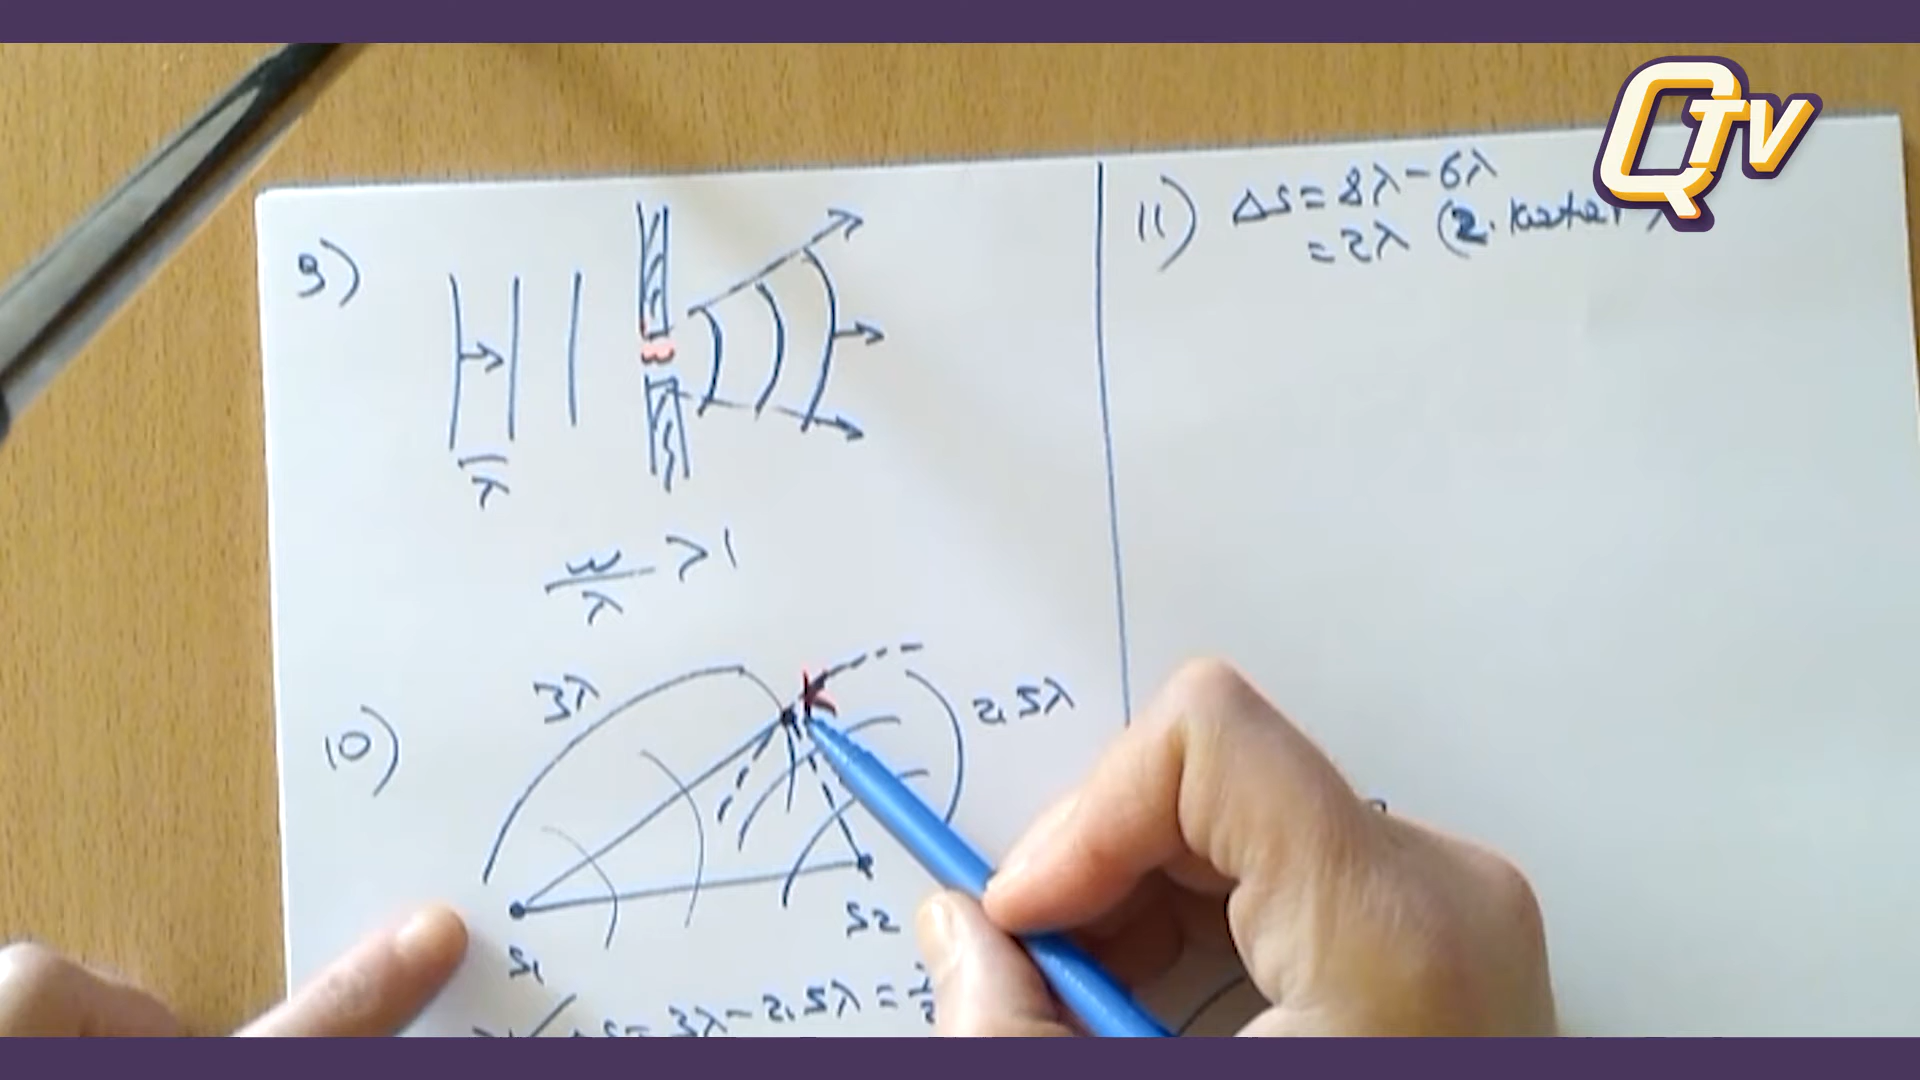 9)
λ
w
w/λ > 1
10)
3λ
K
2,5λ
S1
S2
Δs = 3λ - 2,5λ =
11) Δs = 8λ - 6λ
= 2λ (2. katar
QTV